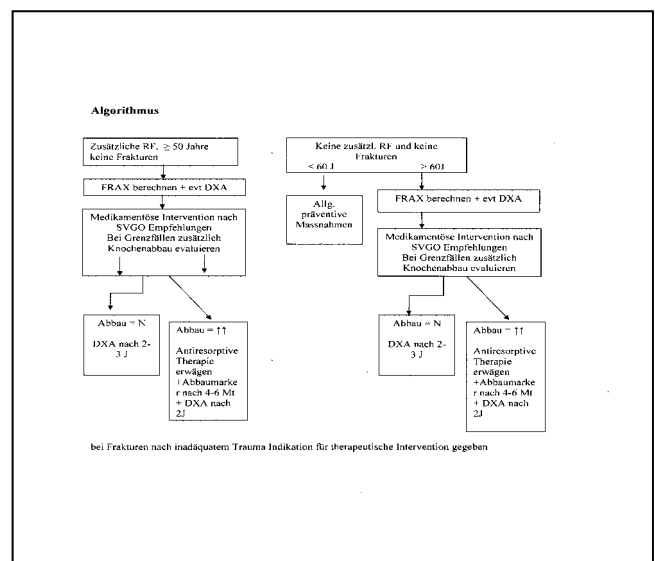 Algorithmus
Zusätzliche RF, ≥ 50 Jahre
keine Frakturen
FRAX berechnen + evt DXA
Medikamentöse Intervention nach
SVGO Empfehlungen
Bei Grenzfällen zusätzlich
Knochenabbau evaluieren
Abbau = N
DXA nach 2-
3 J
Abbau = ↑↑
Antiresorptive
Therapie
erwägen
+Abbaumarke
r nach 4-6 Mt
+ DXA nach
2J
Keine zusätzl. RF und keine
Frakturen
< 60 J ≥ 60J
Allg.
präventive
Massnahmen
FRAX berechnen + evt DXA
Medikamentöse Intervention nach
SVGO Empfehlungen
Bei Grenzfällen zusätzlich
Knochenabbau evaluieren
Abbau = N
DXA nach 2-
3 J
Abbau = ↑↑
Antiresorptive
Therapie
erwägen
+Abbaumarke
r nach 4-6 Mt
+ DXA nach
2J
bei Frakturen nach inadäquatem Trauma Indikation für therapeutische Intervention gegeben